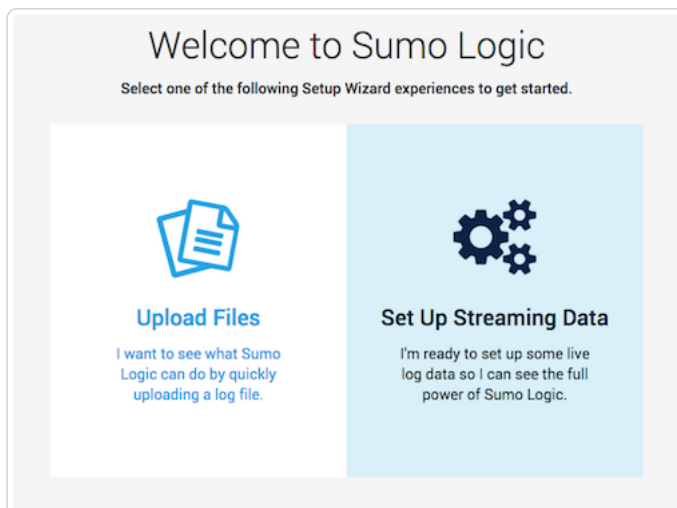 Welcome to Sumo Logic
Select one of the following Setup Wizard experiences to get started.
Upload Files
I want to see what Sumo
Logic can do by quickly
uploading a log file.
Set Up Streaming Data
I'm ready to set up some live
log data so I can see the full
power of Sumo Logic.